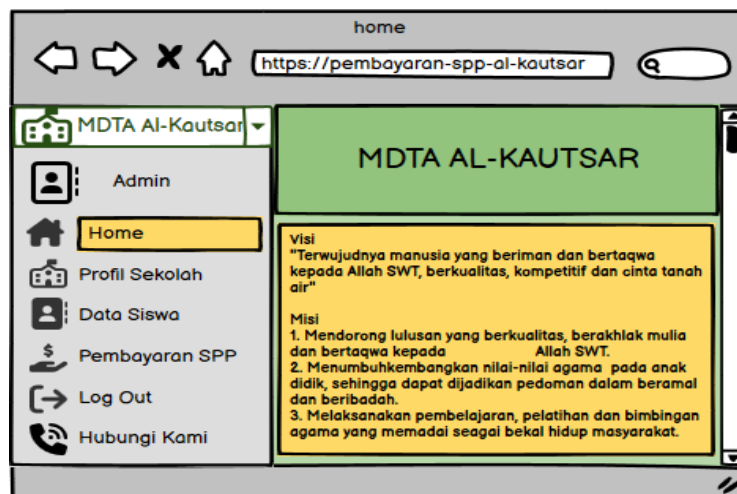 home
https://pembayaran-spp-al-kautsar
MDTA Al-Kautsar
Admin
Home
Profil Sekolah
Data Siswa
Pembayaran SPP
Log Out
Hubungi Kami
MDTA AL-KAUTSAR
Visi
"Terwujudnya manusia yang beriman dan bertaqwa
kepada Allah SWT, berkualitas, kompetitif dan cinta tanah
air"
Misi
1. Mendorong lulusan yang berkualitas, berakhlak mulia
dan bertaqwa kepada Allah SWT.
2. Menumbuhkembangkan nilai-nilai agama pada anak
didik, sehingga dapat dijadikan pedoman dalam beramal
dan beribadah.
3. Melaksanakan pembelajaran, pelatihan dan bimbingan
agama yang memadai seagai bekal hidup masyarakat.